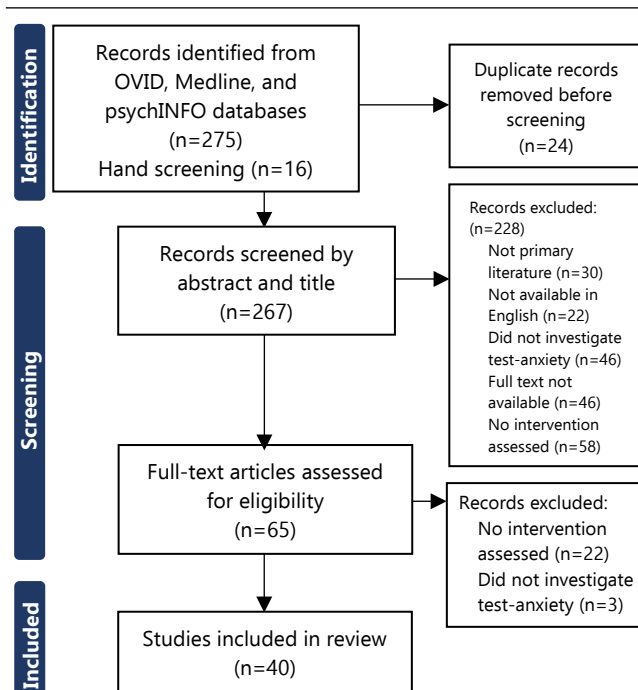 Identification
Records identified from
OVID, Medline, and
psychINFO databases
(n=275)
Hand screening (n=16)
Duplicate records
removed before
screening
(n=24)
Screening
Records screened by
abstract and title
(n=267)
Records excluded:
(n=228)
Not primary
literature (n=30)
Not available in
English (n=22)
Did not investigate
test-anxiety (n=46)
Full text not
available (n=46)
No intervention
assessed (n=58)
Full-text articles assessed
for eligibility
(n=65)
Records excluded:
No intervention
assessed (n=22)
Did not investigate
test-anxiety (n=3)
Included
Studies included in review
(n=40)